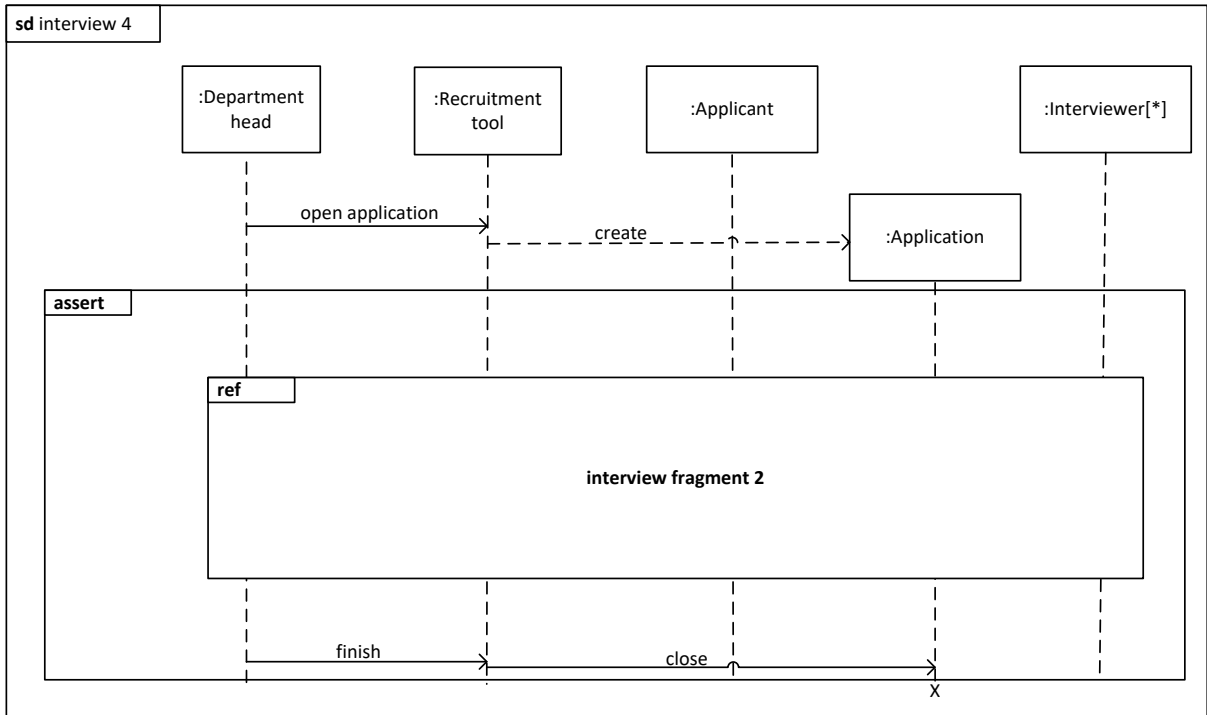 sd interview 4
:Department
head
:Recruitment
tool
:Applicant
:Interviewer[*]
open application
create
:Application
assert
ref
interview fragment 2
finish
close
X